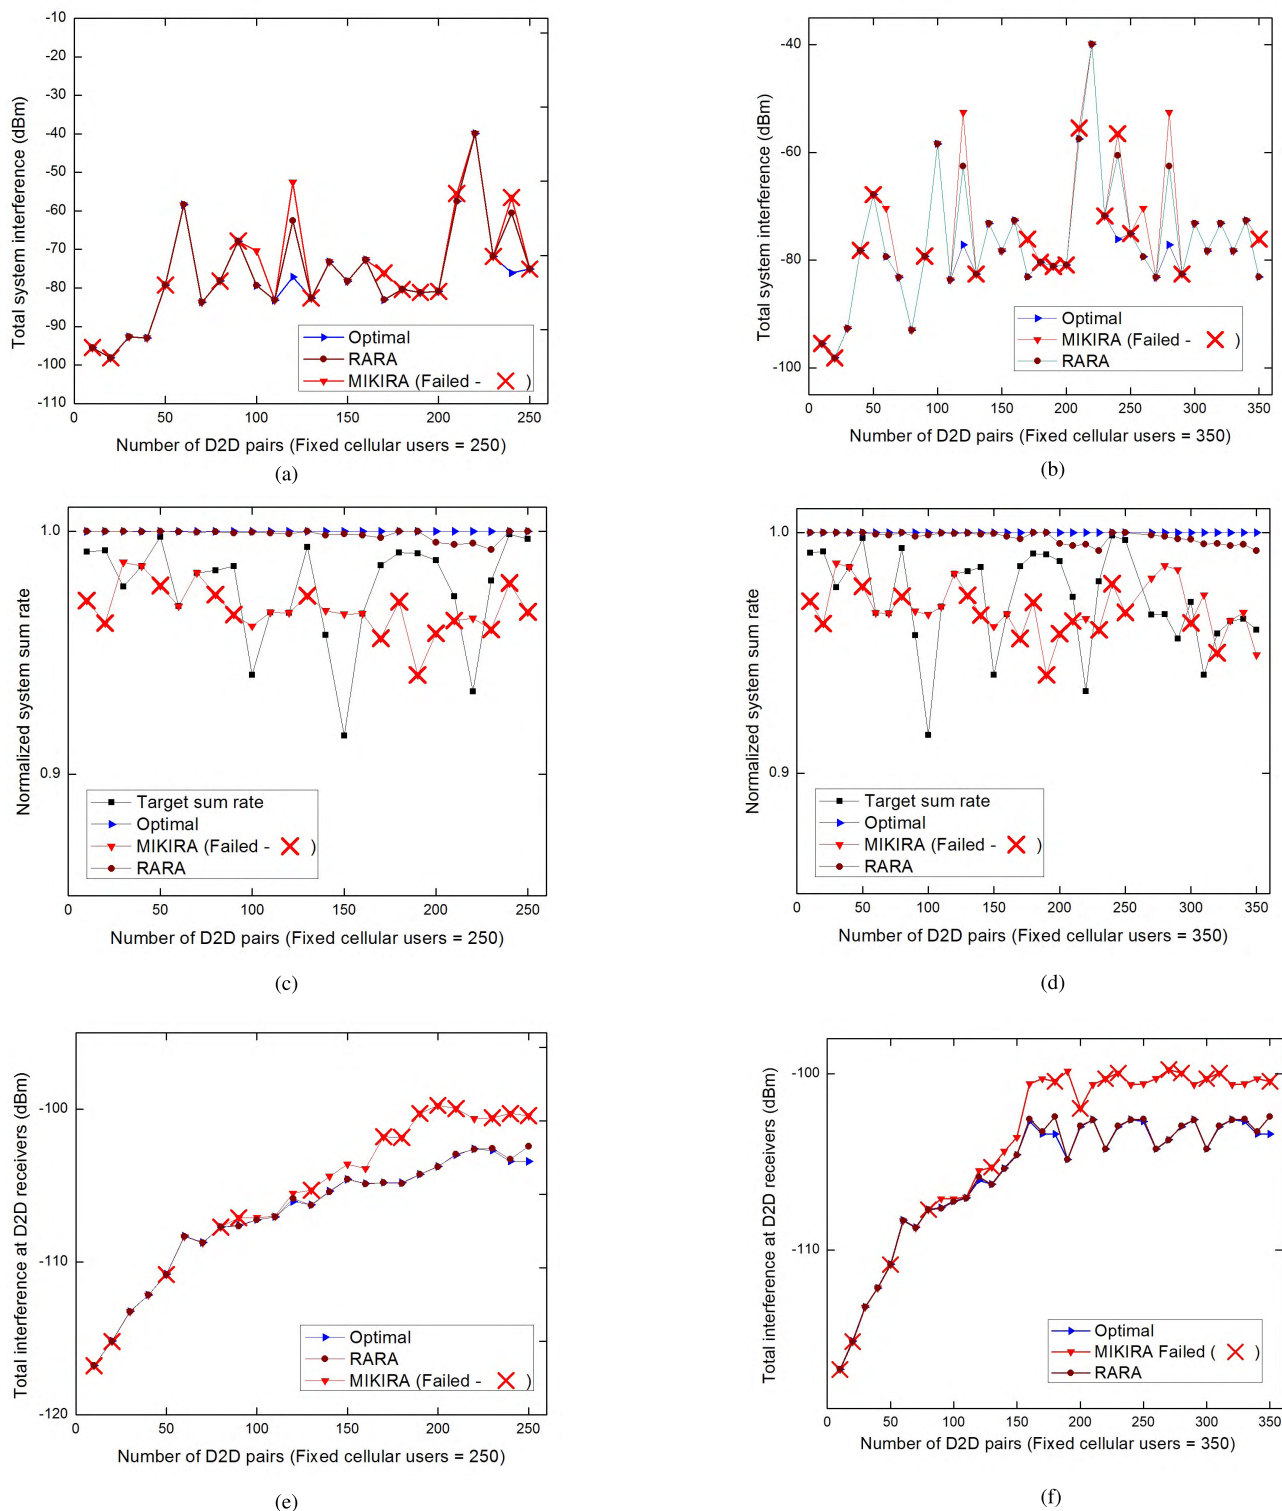 -10
-20
-30
-40
-50
-60
-70
-80
-90
-100
-110
Total system interference (dBm)
Optimal
RARA
MIKIRA (Failed - )
0 50 100 150 200 250
Number of D2D pairs (Fixed cellular users = 250)
(a)
-40
-60
-80
-100
Total system interference (dBm)
Optimal
MIKIRA (Failed - )
RARA
0 50 100 150 200 250 300 350
Number of D2D pairs (Fixed cellular users = 350)
(b)
1.0
0.9
Normalized system sum rate
Target sum rate
Optimal
MIKIRA (Failed - )
RARA
0 50 100 150 200 250
Number of D2D pairs (Fixed cellular users = 250)
(c)
1.0
0.9
Normalized system sum rate
Target sum rate
Optimal
MIKIRA (Failed - )
RARA
0 50 100 150 200 250 300 350
Number of D2D pairs (Fixed cellular users = 350)
(d)
-100
-110
-120
Total interference at D2D receivers (dBm)
Optimal
RARA
MIKIRA (Failed - )
0 50 100 150 200 250
Number of D2D pairs (Fixed cellular users = 250)
(e)
-100
-110
Total interference at D2D receivers (dBm)
Optimal
MIKIRA Failed ( )
RARA
0 50 100 150 200 250 300 350
Number of D2D pairs (Fixed cellular users = 350)
(f)